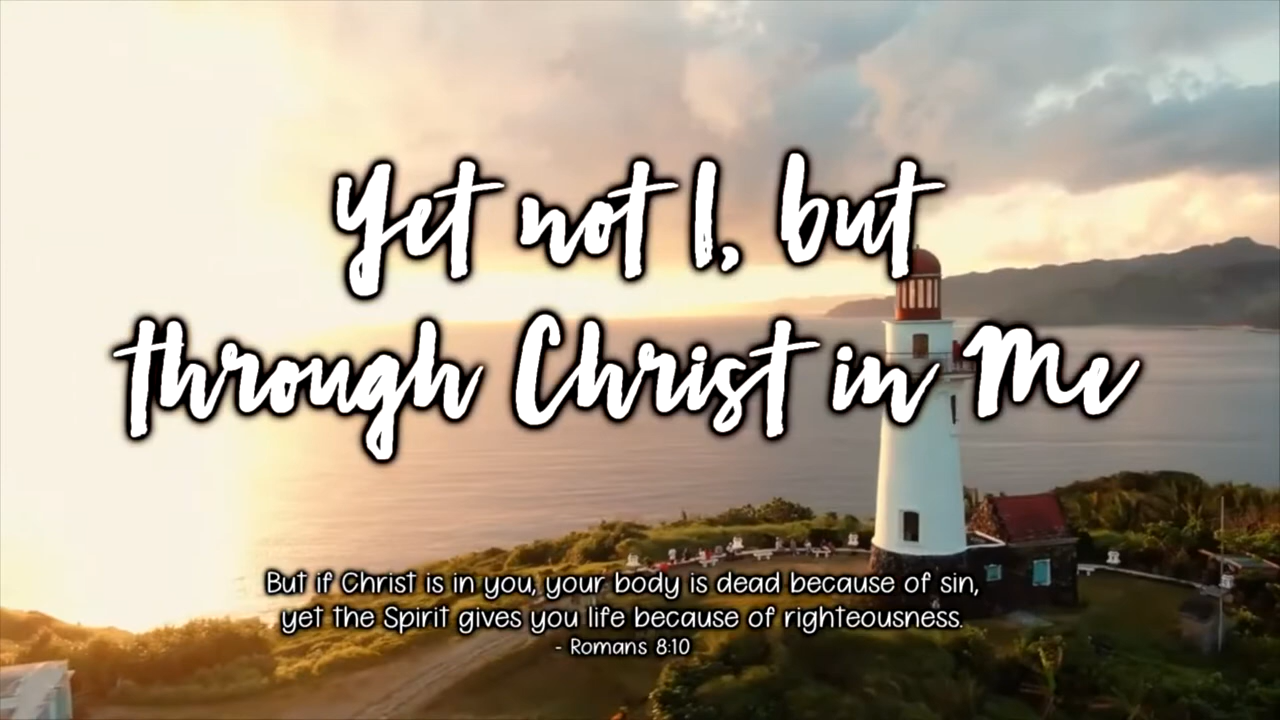 Yet not I, but
through Christ in Me
But if Christ is in you, your body is dead because of sin,
yet the Spirit gives you life because of righteousness.
- Romans 8:10